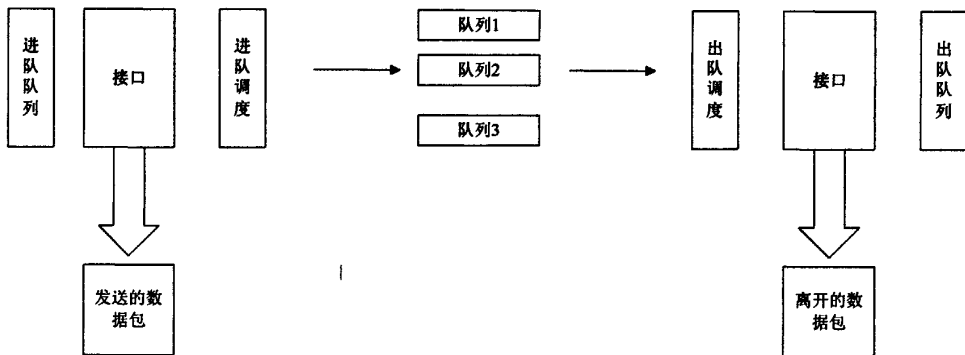 进队队列
接口
进队调度
队列1
队列2
队列3
出队调度
接口
出队队列
发送的数
据包
离开的数
据包